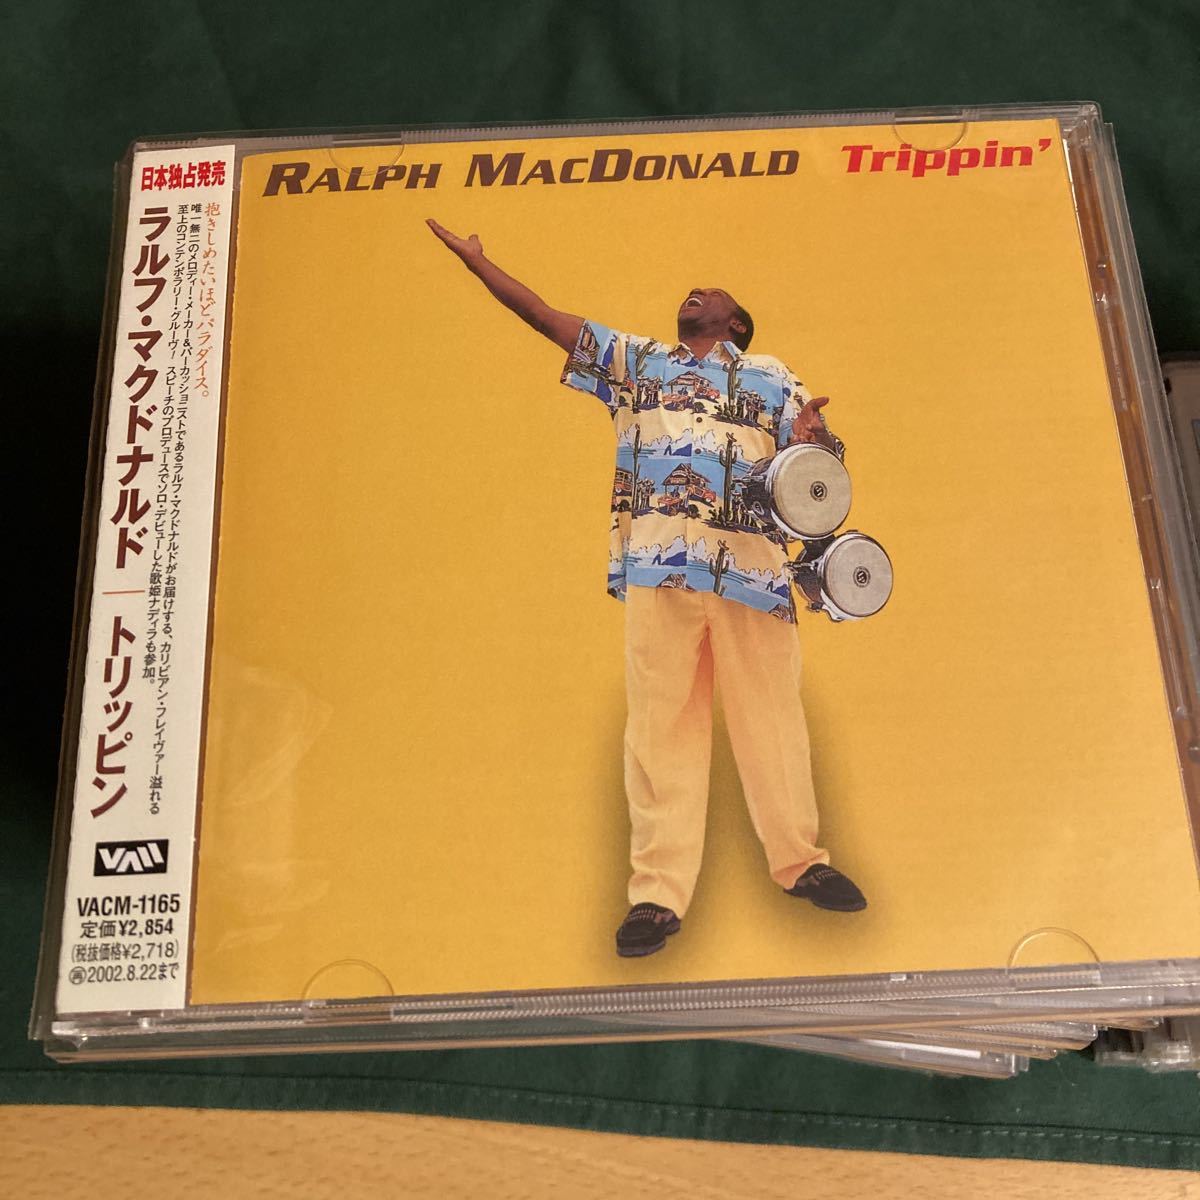 RALPH MACDONALD Trippin'
日本独占発売
ラルフ・マクドナルド ― トリッピン
抱きしめたいほどパラダイス。
唯一無二のメロディー・メーカー&パーカッショニストであるラルフ・マクドナルドがお届けする、カリビアン・フレイヴァー溢れる
至上のコンテンポラリー・グルーヴ! スピーチのプロデュースでソロ・デビューした歌姫ナディラも参加。
VAM
VACM-1165
定価¥2,854
(税抜価格¥2,718)
再2002.8.22まで